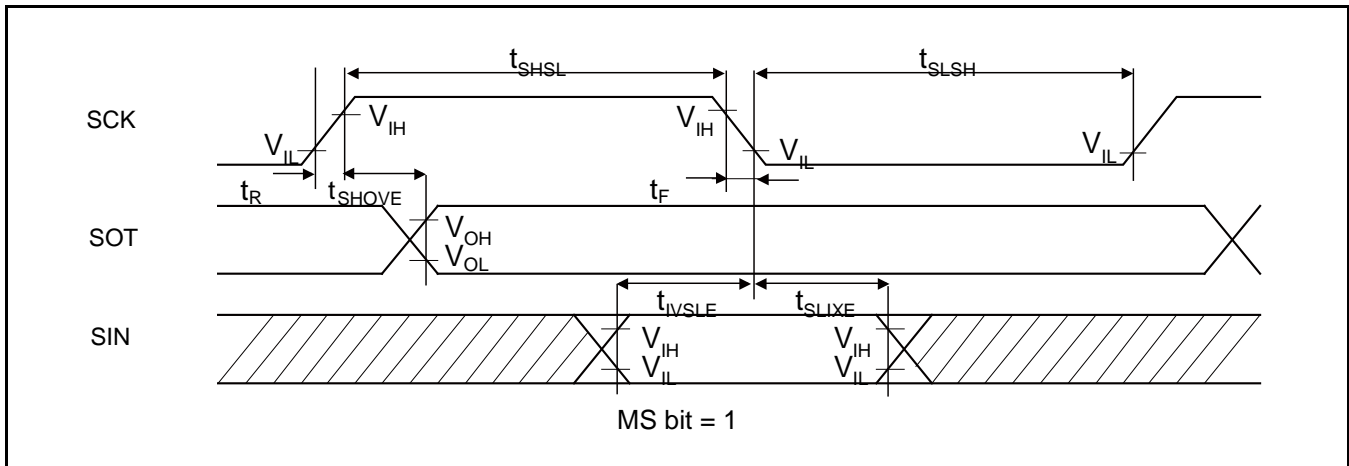 tSHSL
tSLSH
SCK
VIH
VIH
VIL
VIL
VIL
tR
tSHOVE
tF
SOT
VOH
VOL
tIVSLE
tSLIXE
SIN
VIH
VIH
VIL
VIL
MS bit = 1